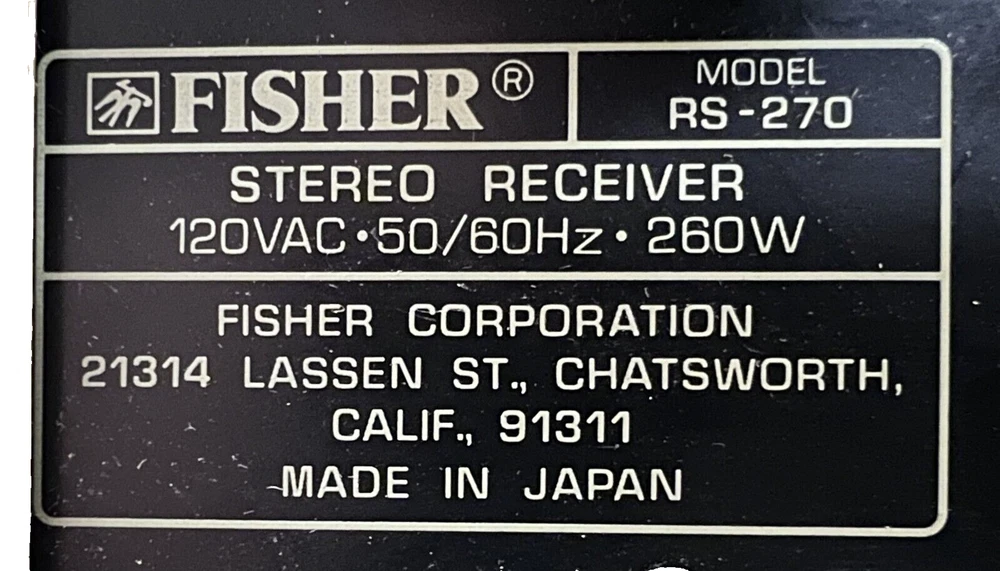 FISHER®
MODEL
RS-270
STEREO RECEIVER
120VAC•50/60Hz•260W
FISHER CORPORATION
21314 LASSEN ST., CHATSWORTH,
CALIF., 91311
MADE IN JAPAN